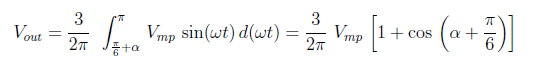 $V_{out} = \frac{3}{2\pi} \int_{\frac{\pi}{6}+\alpha}^{\pi} V_{mp} \sin(\omega t) \, d(\omega t) = \frac{3}{2\pi} V_{mp} \left[ 1 + \cos \left( \alpha + \frac{\pi}{6} \right) \right]$